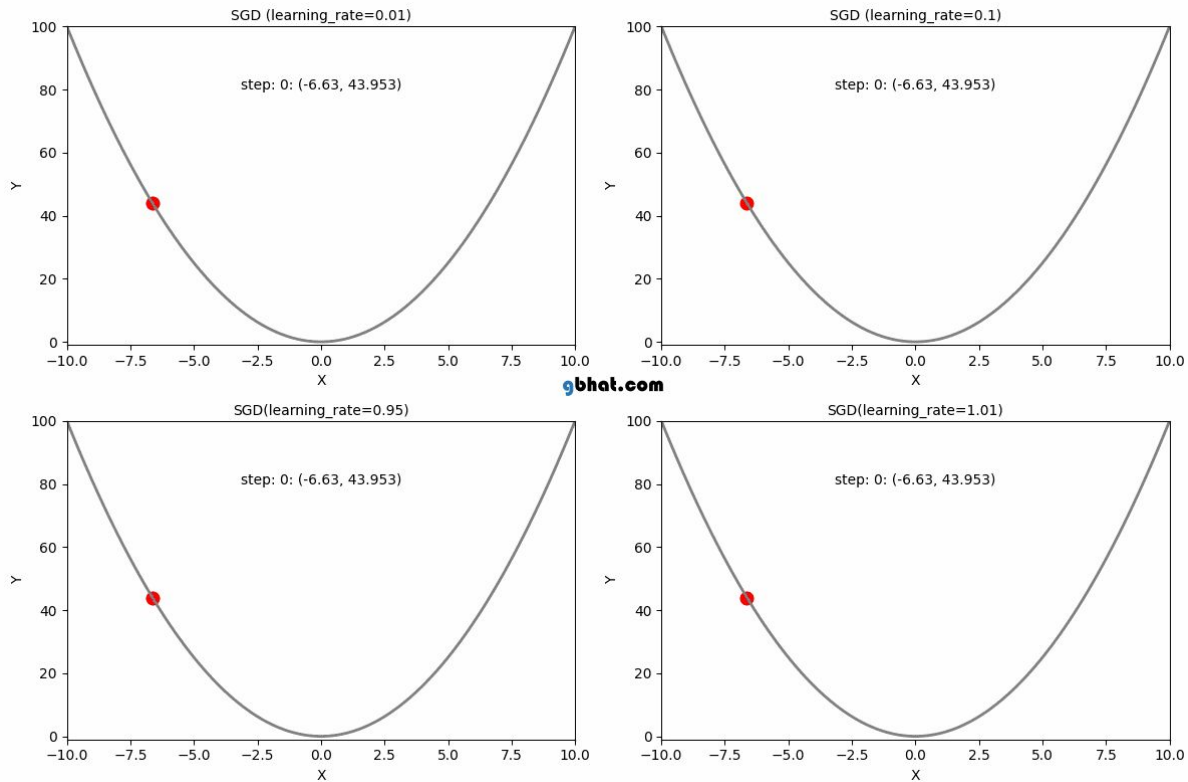 SGD (learning_rate=0.01)
100
80
60
40
20
0
Y
step: 0: (-6.63, 43.953)
−10.0 −7.5 −5.0 −2.5 0.0 2.5 5.0 7.5 10.0
X
SGD (learning_rate=0.1)
100
80
60
40
20
0
Y
step: 0: (-6.63, 43.953)
−10.0 −7.5 −5.0 −2.5 0.0 2.5 5.0 7.5 10.0
X
gbhat.com
SGD(learning_rate=0.95)
100
80
60
40
20
0
Y
step: 0: (-6.63, 43.953)
−10.0 −7.5 −5.0 −2.5 0.0 2.5 5.0 7.5 10.0
X
SGD(learning_rate=1.01)
100
80
60
40
20
0
Y
step: 0: (-6.63, 43.953)
−10.0 −7.5 −5.0 −2.5 0.0 2.5 5.0 7.5 10.0
X